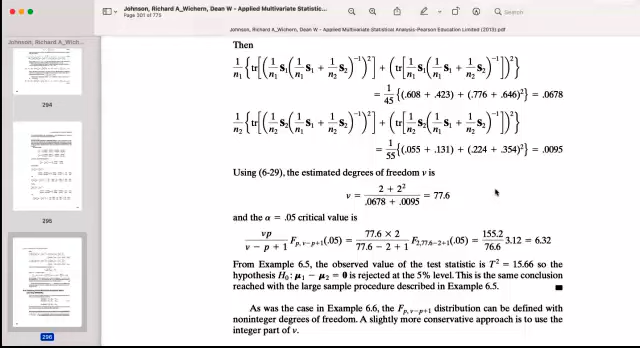 Johnson, Richard A_Wichern, Dean W - Applied Multivariate Statistic...
Page 301 of 775
Search
Johnson, Richard A_Wich...
Johnson, Richard A_Wichern, Dean W - Applied Multivariate Statistical Analysis-Pearson Education Limited (2013).pdf
294
295
296
Then
1/n₁ {tr[(1/n₁ S₁(1/n₁ S₁ + 1/n₂ S₂)⁻¹)²] + (tr[1/n₁ S₁(1/n₁ S₁ + 1/n₂ S₂)⁻¹])²}
= 1/45 {(.608 + .423) + (.776 + .646)²} = .0678
1/n₂ {tr[(1/n₂ S₂(1/n₁ S₁ + 1/n₂ S₂)⁻¹)²] + (tr[1/n₂ S₂(1/n₁ S₁ + 1/n₂ S₂)⁻¹])²}
= 1/55 {(.055 + .131) + (.224 + .354)²} = .0095
Using (6-29), the estimated degrees of freedom v is
v = (2 + 2²)/(.0678 + .0095) = 77.6
and the α = .05 critical value is
vp/(v − p + 1) F p,v−p+1(.05) = (77.6 × 2)/(77.6 − 2 + 1) F 2,77.6−2+1(.05) = 155.2/76.6 3.12 = 6.32
From Example 6.5, the observed value of the test statistic is T² = 15.66 so the
hypothesis H₀: μ₁ − μ₂ = 0 is rejected at the 5% level. This is the same conclusion
reached with the large sample procedure described in Example 6.5.
As was the case in Example 6.6, the F p,v−p+1 distribution can be defined with
noninteger degrees of freedom. A slightly more conservative approach is to use the
integer part of v.